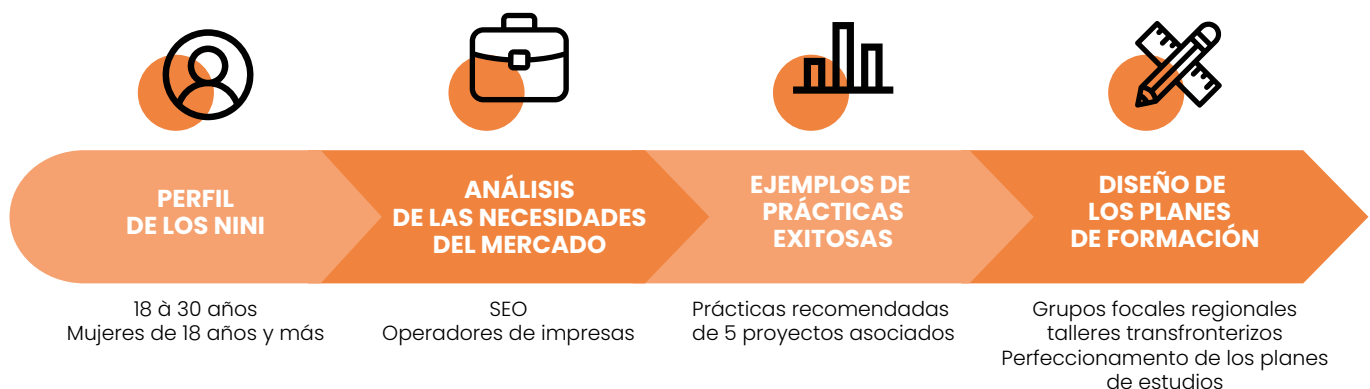 PERFIL
DE LOS NINI
ANÁLISIS
DE LAS NECESIDADES
DEL MERCADO
EJEMPLOS DE
PRÁCTICAS
EXITOSAS
DISEÑO DE
LOS PLANES
DE FORMACIÓN
18 à 30 años
Mujeres de 18 años y más
SEO
Operadores de impresas
Prácticas recomendadas
de 5 proyectos asociados
Grupos focales regionales
talleres transfronterizos
Perfeccionamento de los planes
de estudios